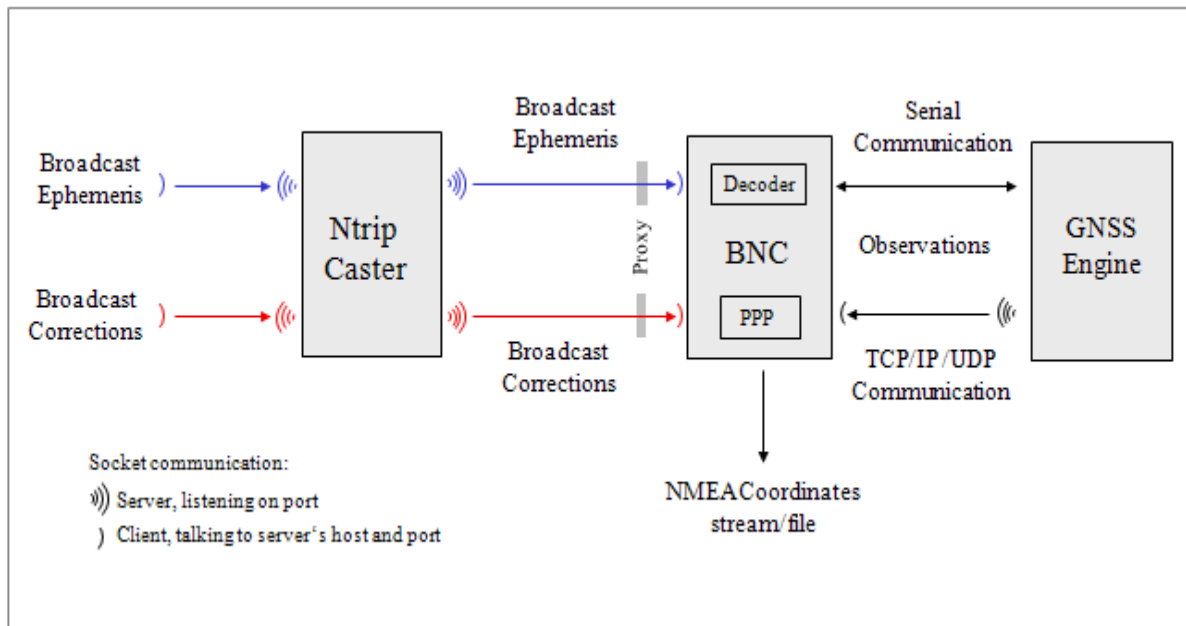 Broadcast
Ephemeris
Broadcast
Corrections
Ntrip
Caster
Broadcast
Ephemeris
Proxy
Broadcast
Corrections
Decoder
BNC
PPP
Serial
Communication
Observations
TCP/IP/UDP
Communication
GNSS
Engine
NMEA Coordinates
stream/file
Socket communication:
Server, listening on port
Client, talking to server‘s host and port